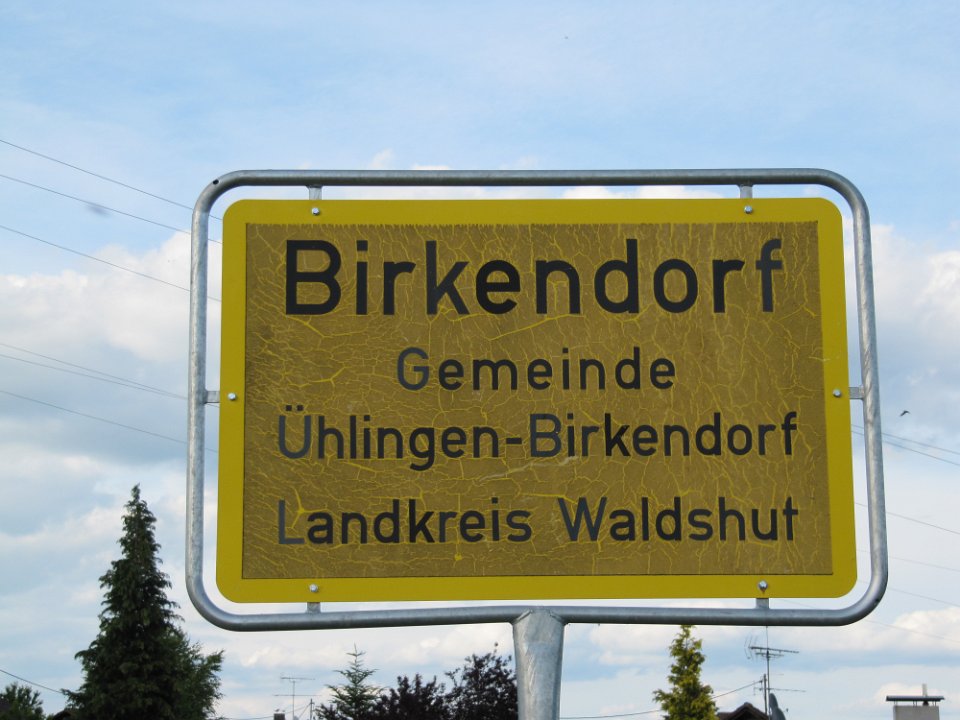 Birkendorf
Gemeinde
Ühlingen-Birkendorf
Landkreis Waldshut